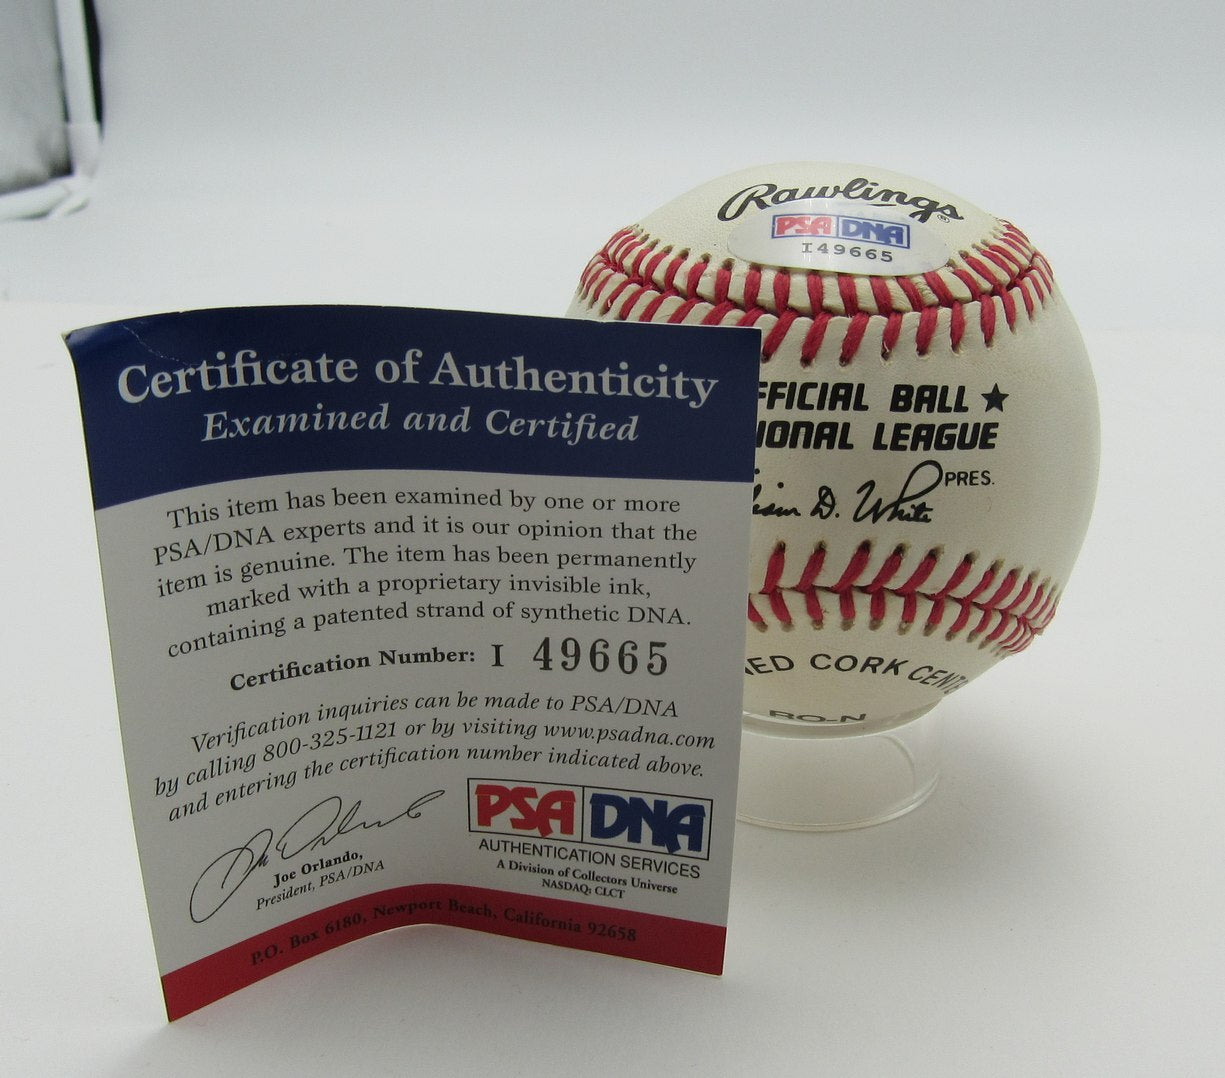 Rawlings®
PSA DNA
I49665
FFICIAL BALL ★
IONAL LEAGUE
PRES.
D. White
ED CORK CENT
RO-N
Certificate of Authenticity
Examined and Certified
This item has been examined by one or more
PSA/DNA experts and it is our opinion that the
item is genuine. The item has been permanently
marked with a proprietary invisible ink,
containing a patented strand of synthetic DNA.
Certification Number: I 49665
Verification inquiries can be made to PSA/DNA
by calling 800-325-1121 or by visiting www.psadna.com
and entering the certification number indicated above.
Joe Orlando,
President, PSA/DNA
PSA DNA
AUTHENTICATION SERVICES
A Division of Collectors Universe
NASDAQ: CLCT
P.O. Box 6180, Newport Beach, California 92658